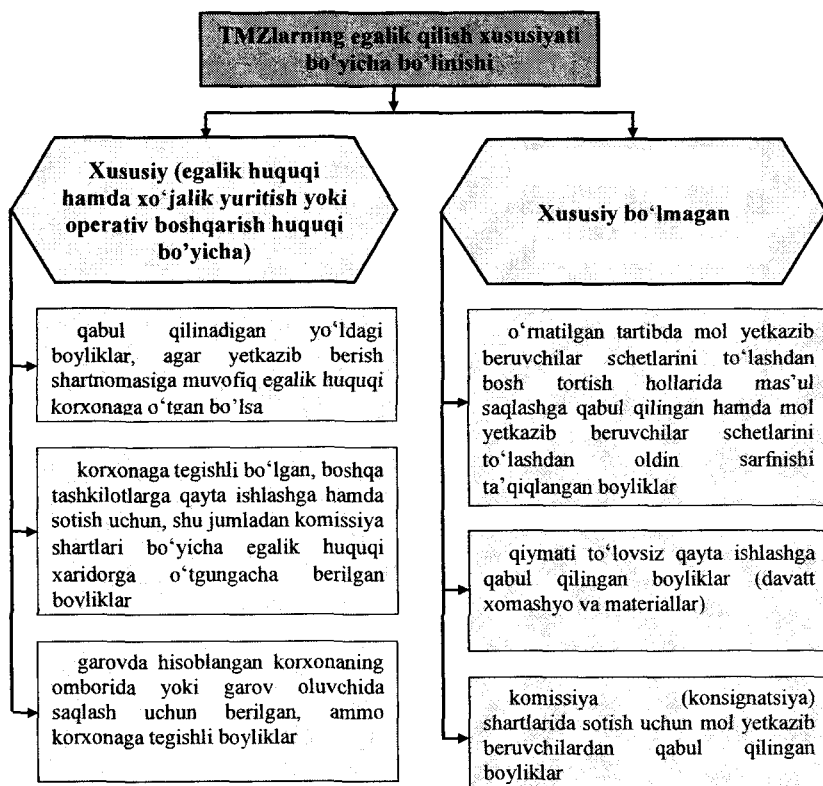 TMZlarning egalik qilish xususiyati
bo'yicha bo'linishi
Xususiy (egalik huquqi
hamda xo'jalik yuritish yoki
operativ boshqarish huquqi
bo'yicha)
qabul qilinadigan yo'ldagi
boyliklar, agar yetkazib berish
shartnomasiga muvofiq egalik huquqi
korxonaga o'tgan bo'lsa
korxonaga tegishli bo'lgan, boshqa
tashkilotlarga qayta ishlashga hamda
sotish uchun, shu jumladan komissiya
shartlari bo'yicha egalik huquqi
xaridorga o'tgungacha berilgan
boyliklar
garovda hisoblangan korxonaning
omborida yoki garov oluvchida
saqlash uchun berilgan, ammo
korxonaga tegishli boyliklar
Xususiy bo'lmagan
o'rnatilgan tartibda mol yetkazib
beruvchilar schetlarini to'lashdan
bosh tortish hollarida mas'ul
saqlashga qabul qilingan hamda mol
yetkazib beruvchilar schetlarini
to'lashdan oldin sarfnishi
ta'qiqlangan boyliklar
qiymati to'lovsiz qayta ishlashga
qabul qilingan boyliklar (davatt
xomashyo va materiallar)
komissiya (konsignatsiya)
shartlarida sotish uchun mol yetkazib
beruvchilardan qabul qilingan
boyliklar